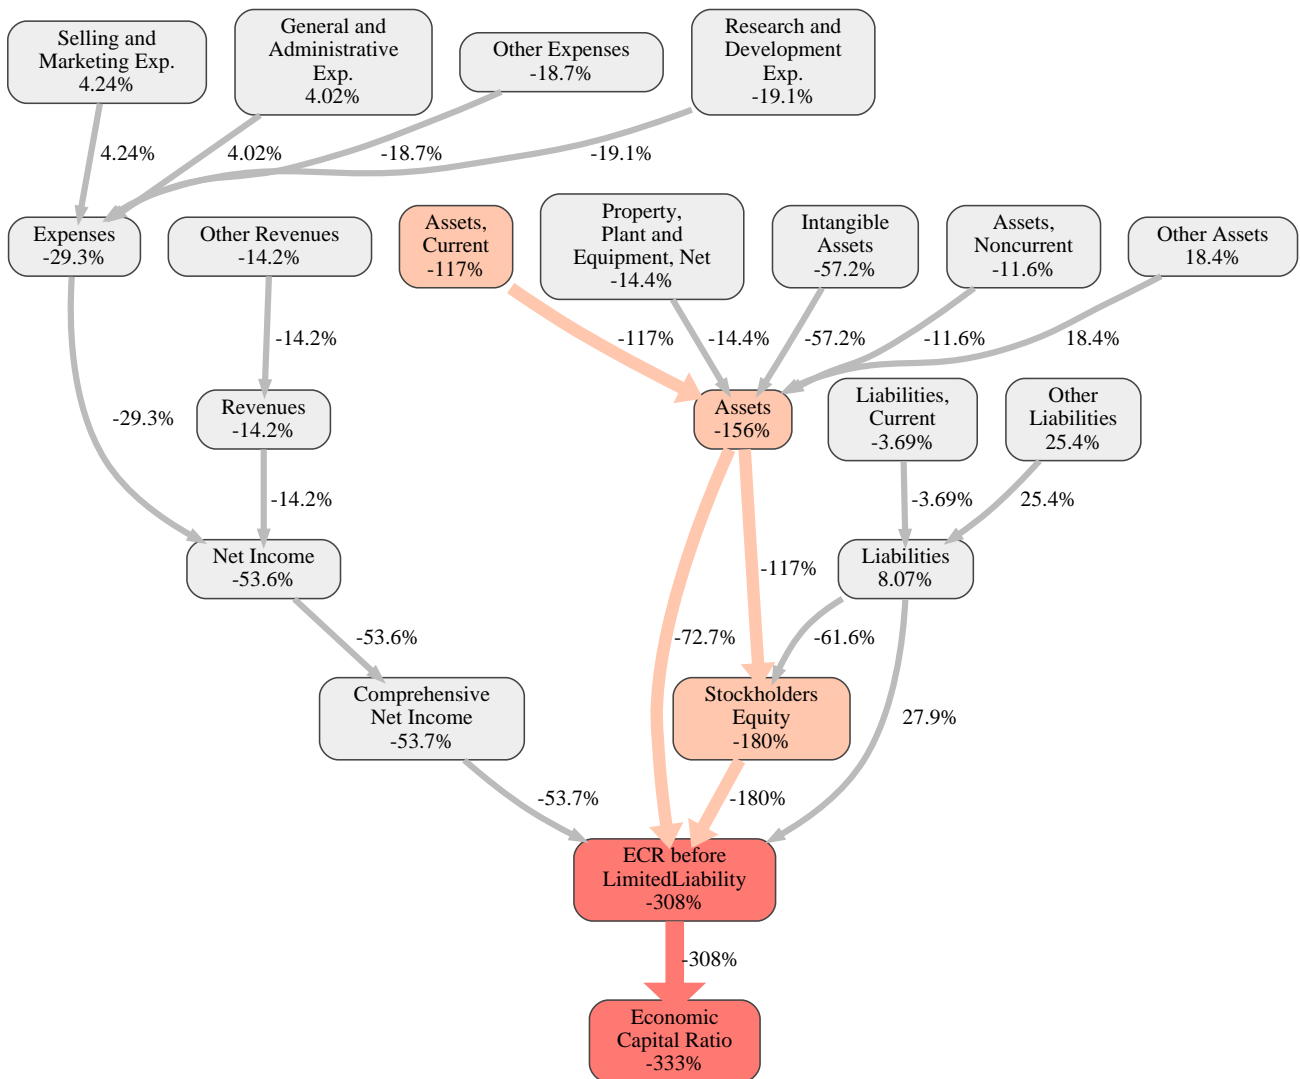 Selling and
Marketing Exp.
4.24%
General and
Administrative
Exp.
4.02%
Other Expenses
-18.7%
Research and
Development
Exp.
-19.1%
4.24%
4.02%
-18.7%
-19.1%
Expenses
-29.3%
Other Revenues
-14.2%
Assets,
Current
-117%
Property,
Plant and
Equipment, Net
-14.4%
Intangible
Assets
-57.2%
Assets,
Noncurrent
-11.6%
Other Assets
18.4%
-14.2%
-117%
-14.4%
-57.2%
-11.6%
18.4%
-29.3%
Revenues
-14.2%
Assets
-156%
Liabilities,
Current
-3.69%
Other
Liabilities
25.4%
-14.2%
-3.69%
25.4%
Net Income
-53.6%
-117%
Liabilities
8.07%
-53.6%
-72.7%
-61.6%
Comprehensive
Net Income
-53.7%
Stockholders
Equity
-180%
27.9%
-53.7%
-180%
ECR before
LimitedLiability
-308%
-308%
Economic
Capital Ratio
-333%